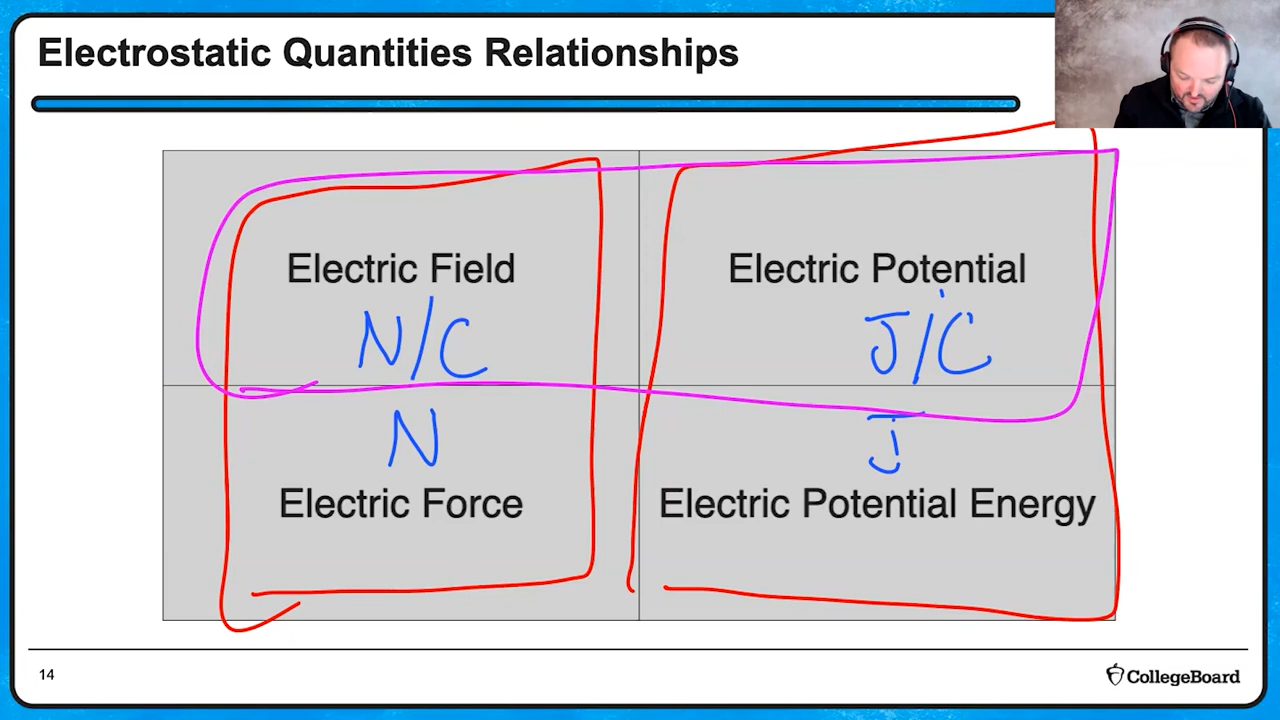 Electrostatic Quantities Relationships
Electric Field
Electric Potential
N/C
J/C
N
J
Electric Force
Electric Potential Energy
14
CollegeBoard